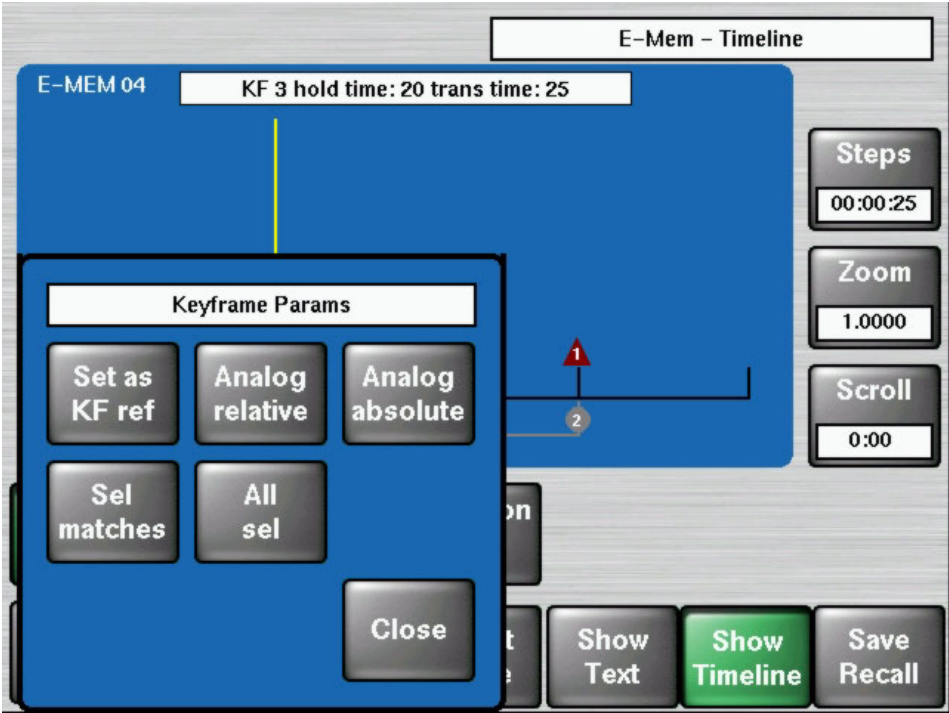 E-Mem - Timeline
E-MEM 04
KF 3 hold time: 20 trans time: 25
Steps
00:00:25
Zoom
1.0000
Scroll
0:00
1
2
Keyframe Params
Set as
KF ref
Analog
relative
Analog
absolute
Sel
matches
All
sel
Close
Show
Text
Show
Timeline
Save
Recall